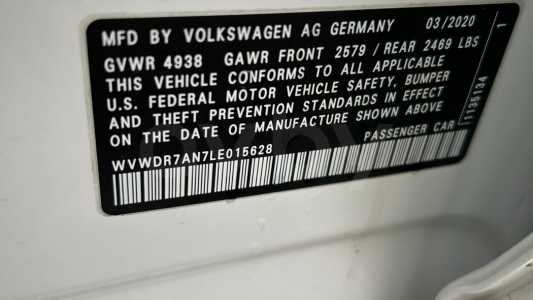 MFD BY VOLKSWAGEN AG GERMANY 03/2020
GVWR 4938 GAWR FRONT 2579 / REAR 2469 LBS
THIS VEHICLE CONFORMS TO ALL APPLICABLE
U.S. FEDERAL MOTOR VEHICLE SAFETY, BUMPER
AND THEFT PREVENTION STANDARDS IN EFFECT
ON THE DATE OF MANUFACTURE SHOWN ABOVE
WVWDR7AN7LE015628 PASSENGER CAR
1135134
1